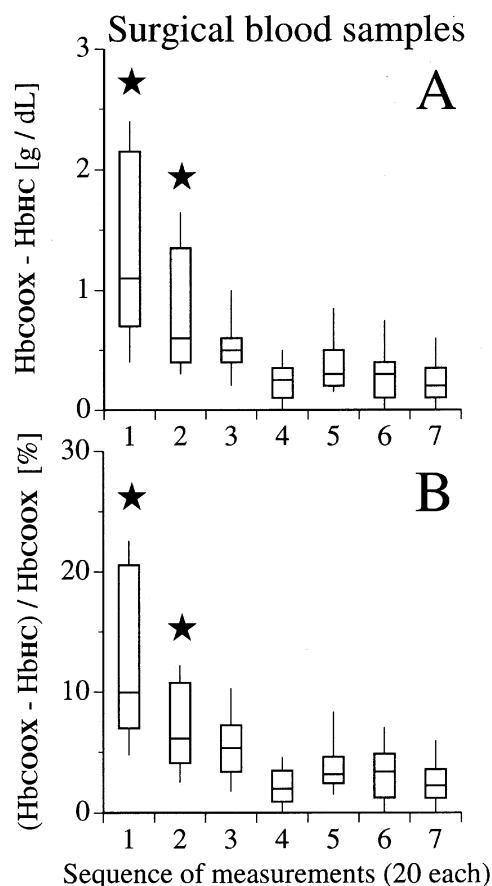 Surgical blood samples
A
HbCOOX - HbHC [g / dL]
3
2
1
0
1 2 3 4 5 6 7
B
(HbCOOX - HbHC) / HbCOOX [%]
30
20
10
0
1 2 3 4 5 6 7
Sequence of measurements (20 each)